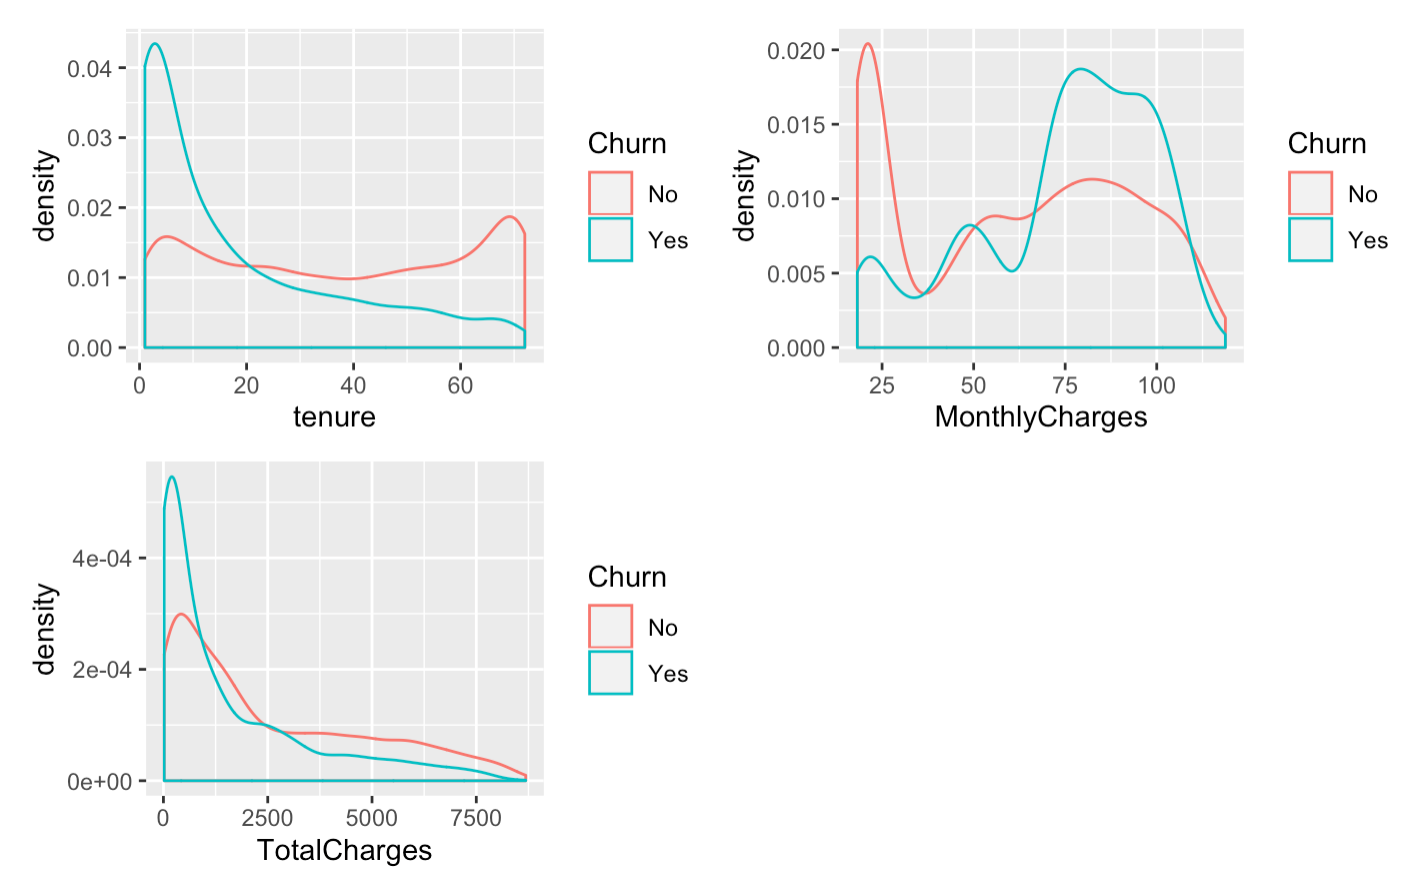 0.04
0.03
0.02
0.01
0.00
density
0 20 40 60
tenure
Churn
No
Yes
0.020
0.015
0.010
0.005
0.000
density
25 50 75 100
MonthlyCharges
Churn
No
Yes
4e-04
2e-04
0e+00
density
0 2500 5000 7500
TotalCharges
Churn
No
Yes